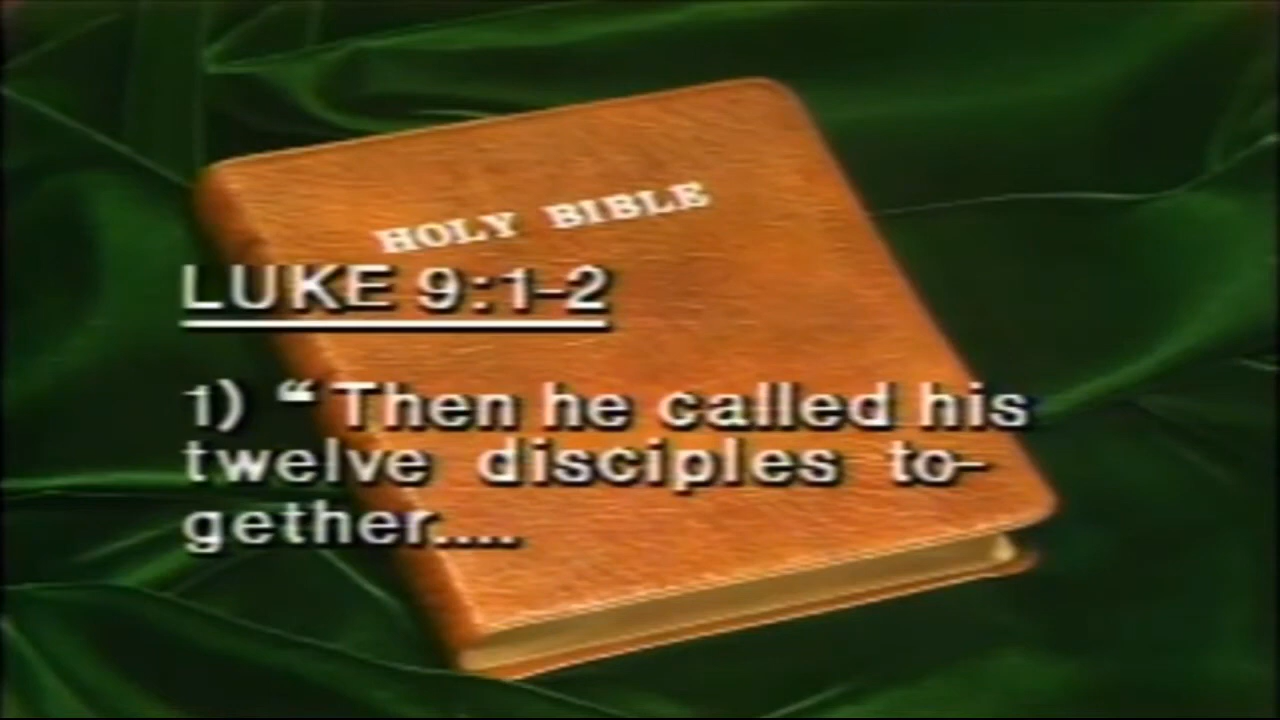 HOLY BIBLE
LUKE 9:1-2
1) “ Then he called his
twelve disciples to-
gether....